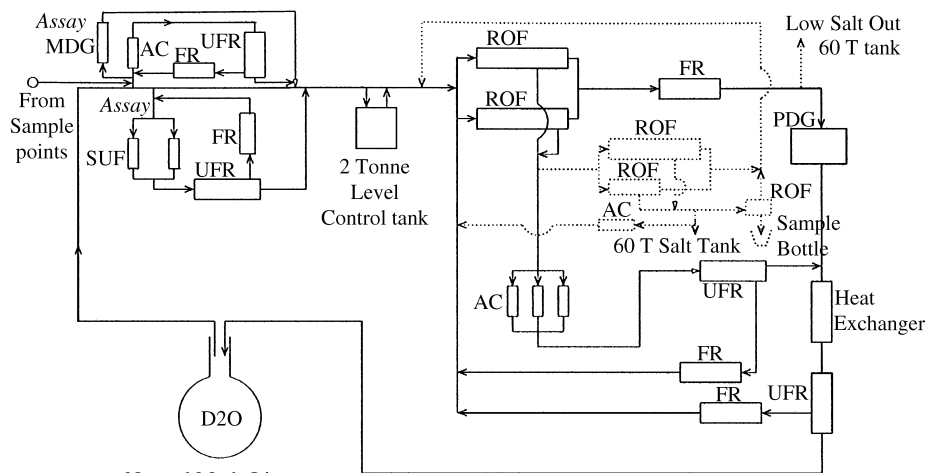 Assay
MDG
AC
FR
UFR
From
Sample
points
Assay
SUF
FR
UFR
2 Tonne
Level
Control tank
ROF
ROF
FR
Low Salt Out
60 T tank
PDG
ROF
ROF
ROF
AC
60 T Salt Tank
Sample
Bottle
AC
UFR
Heat
Exchanger
FR
FR
UFR
D2O